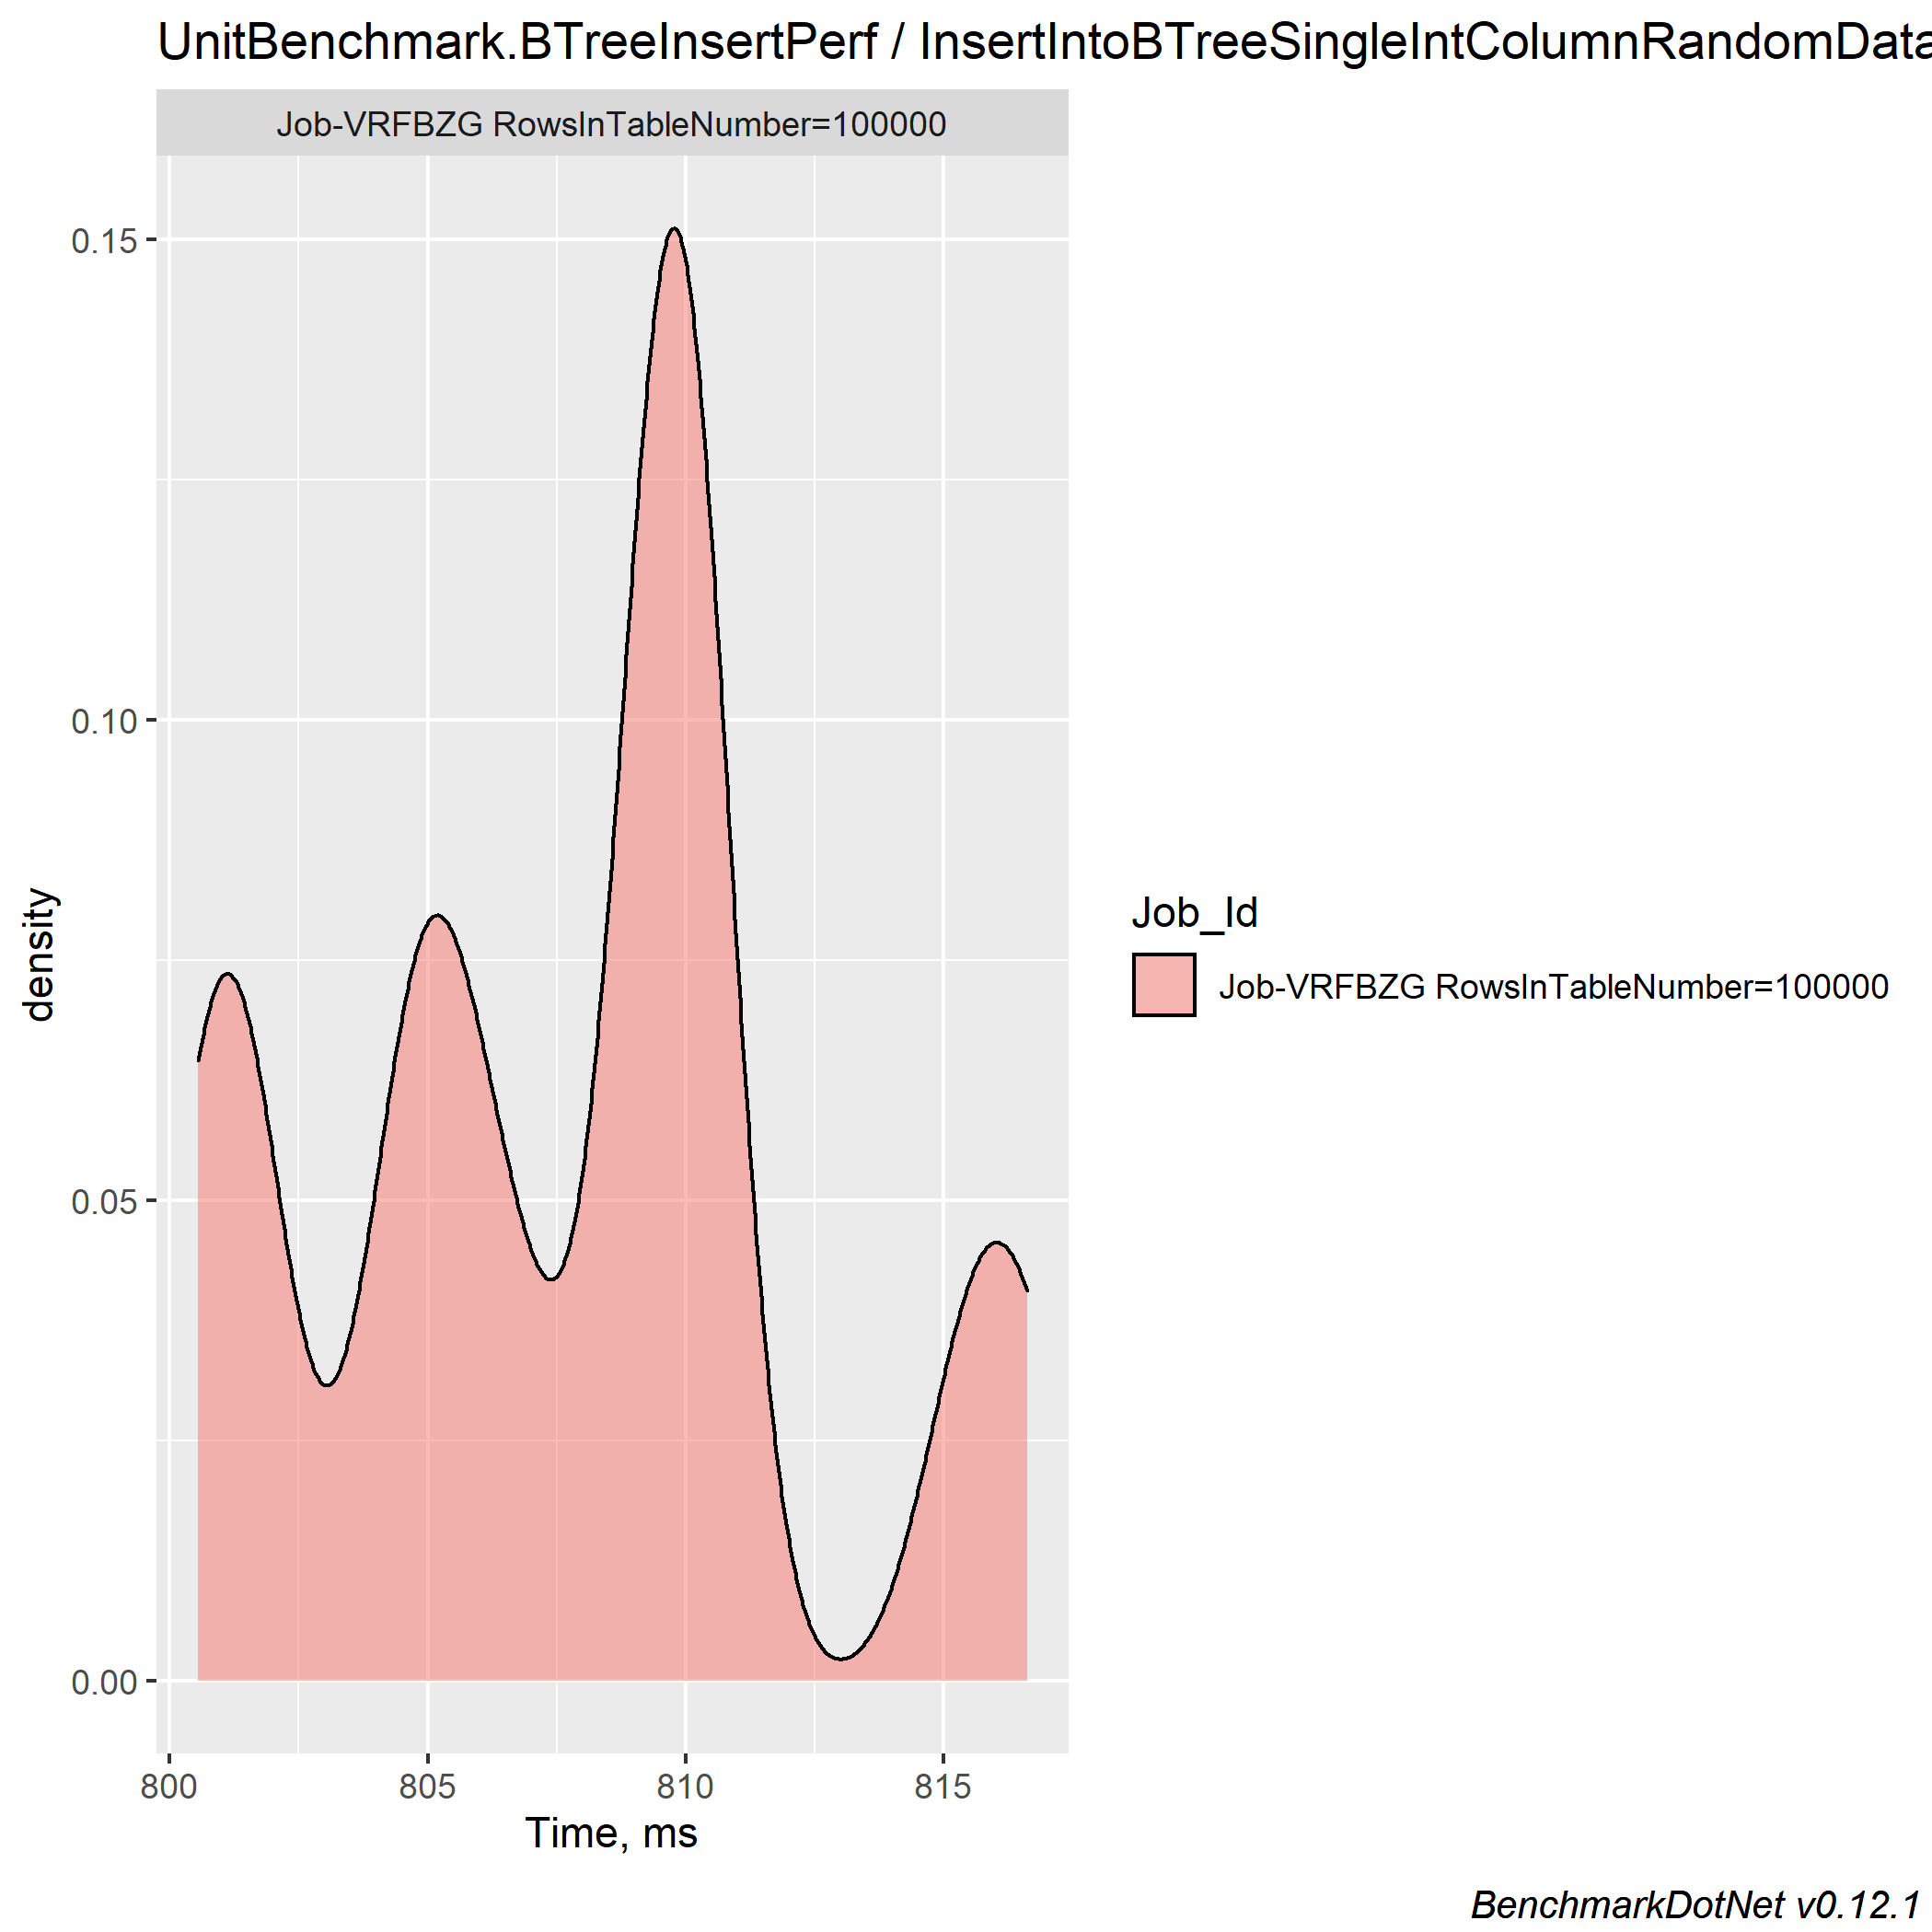 UnitBenchmark.BTreeInsertPerf / InsertIntoBTreeSingleIntColumnRandomData
Job-VRFBZG RowsInTableNumber=100000
0.15
0.10
0.05
0.00
density
800 805 810 815
Time, ms
Job_Id
Job-VRFBZG RowsInTableNumber=100000
BenchmarkDotNet v0.12.1